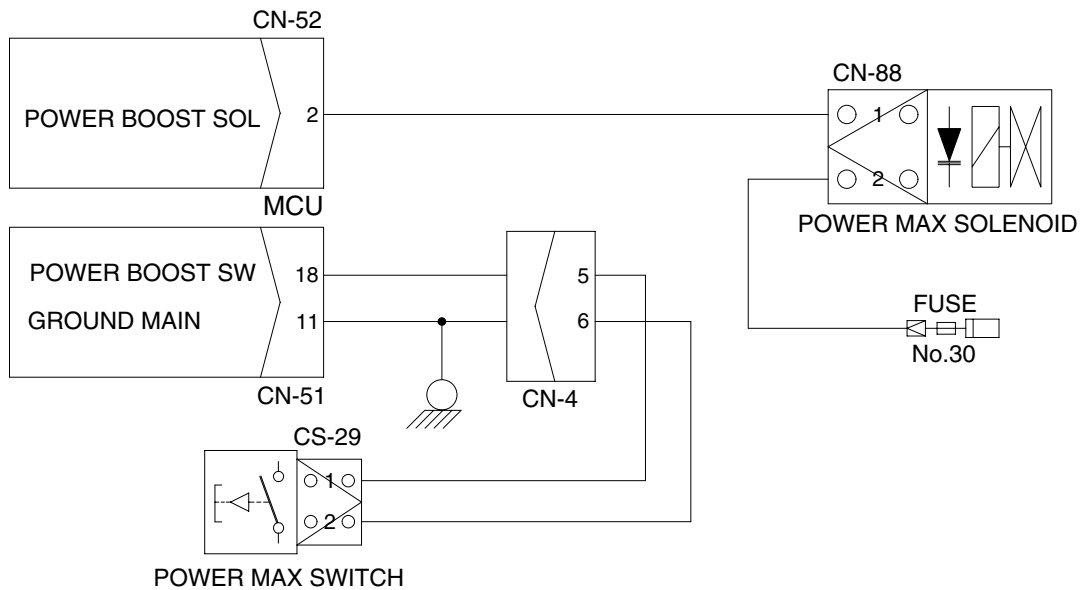 CN-52
CN-88
POWER BOOST SOL
2
1
2
MCU
POWER MAX SOLENOID
POWER BOOST SW
18
5
GROUND MAIN
11
6
FUSE
No.30
CN-51
CN-4
CS-29
1
2
POWER MAX SWITCH